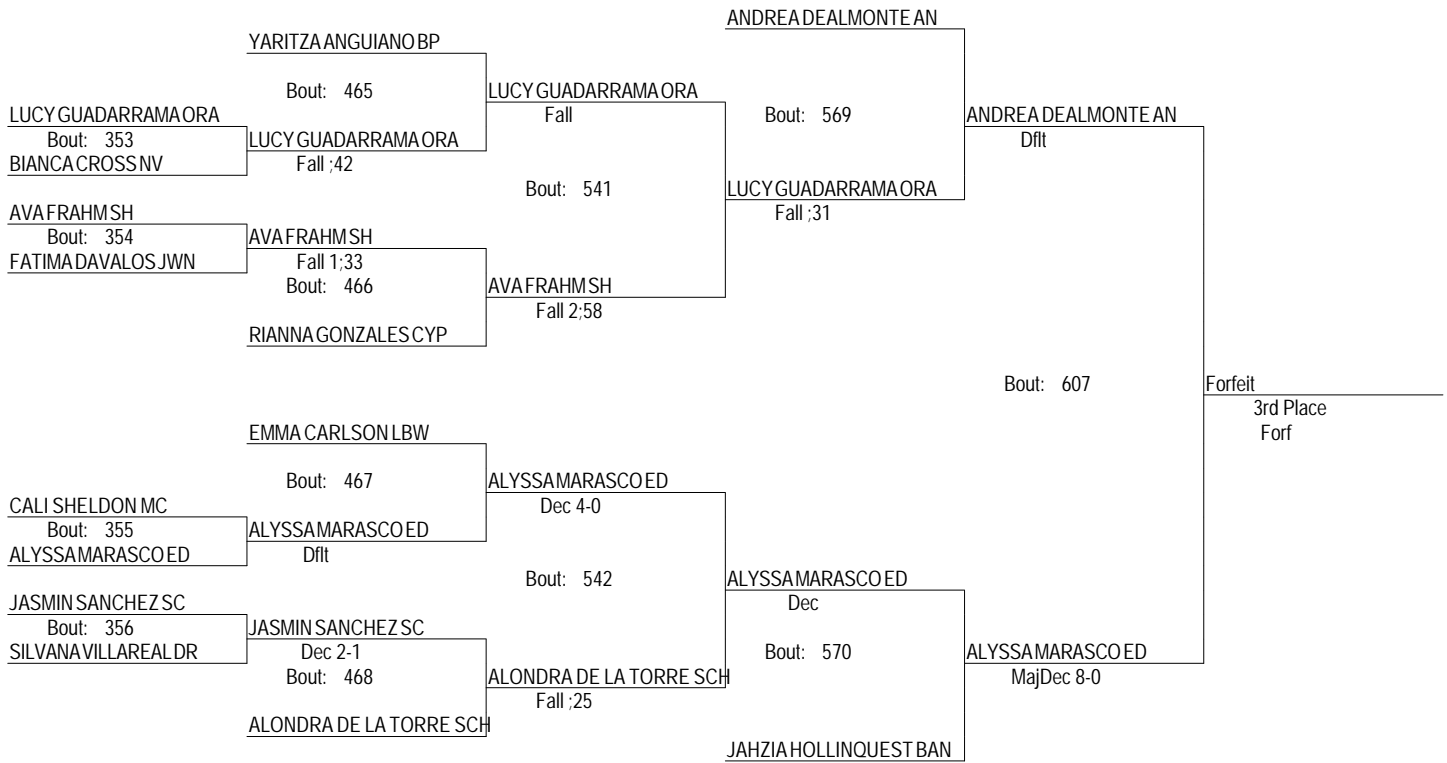 ANDREA DEALMONTE AN
YARITZA ANGUIANO BP
Bout: 465
LUCY GUADARRAMA ORA
Fall
Bout: 569
LUCY GUADARRAMA ORA
Bout: 353
BIANCA CROSS NV
LUCY GUADARRAMA ORA
Fall ;42
ANDREA DEALMONTE AN
Dflt
Bout: 541
LUCY GUADARRAMA ORA
Fall ;31
AVA FRAHM SH
Bout: 354
FATIMA DAVALOS JWN
AVA FRAHM SH
Fall 1;33
Bout: 466
AVA FRAHM SH
Fall 2;58
RIANNA GONZALES CYP
Bout: 607
Forfeit
3rd Place
Forf
EMMA CARLSON LBW
Bout: 467
ALYSSA MARASCO ED
Dec 4-0
CALI SHELDON MC
Bout: 355
ALYSSA MARASCO ED
ALYSSA MARASCO ED
Dflt
Bout: 542
ALYSSA MARASCO ED
Dec
JASMIN SANCHEZ SC
Bout: 356
SILVANA VILLAREAL DR
JASMIN SANCHEZ SC
Dec 2-1
Bout: 468
Bout: 570
ALYSSA MARASCO ED
MajDec 8-0
ALONDRA DE LA TORRE SCH
Fall ;25
ALONDRA DE LA TORRE SCH
JAHZIA HOLLINQUEST BAN